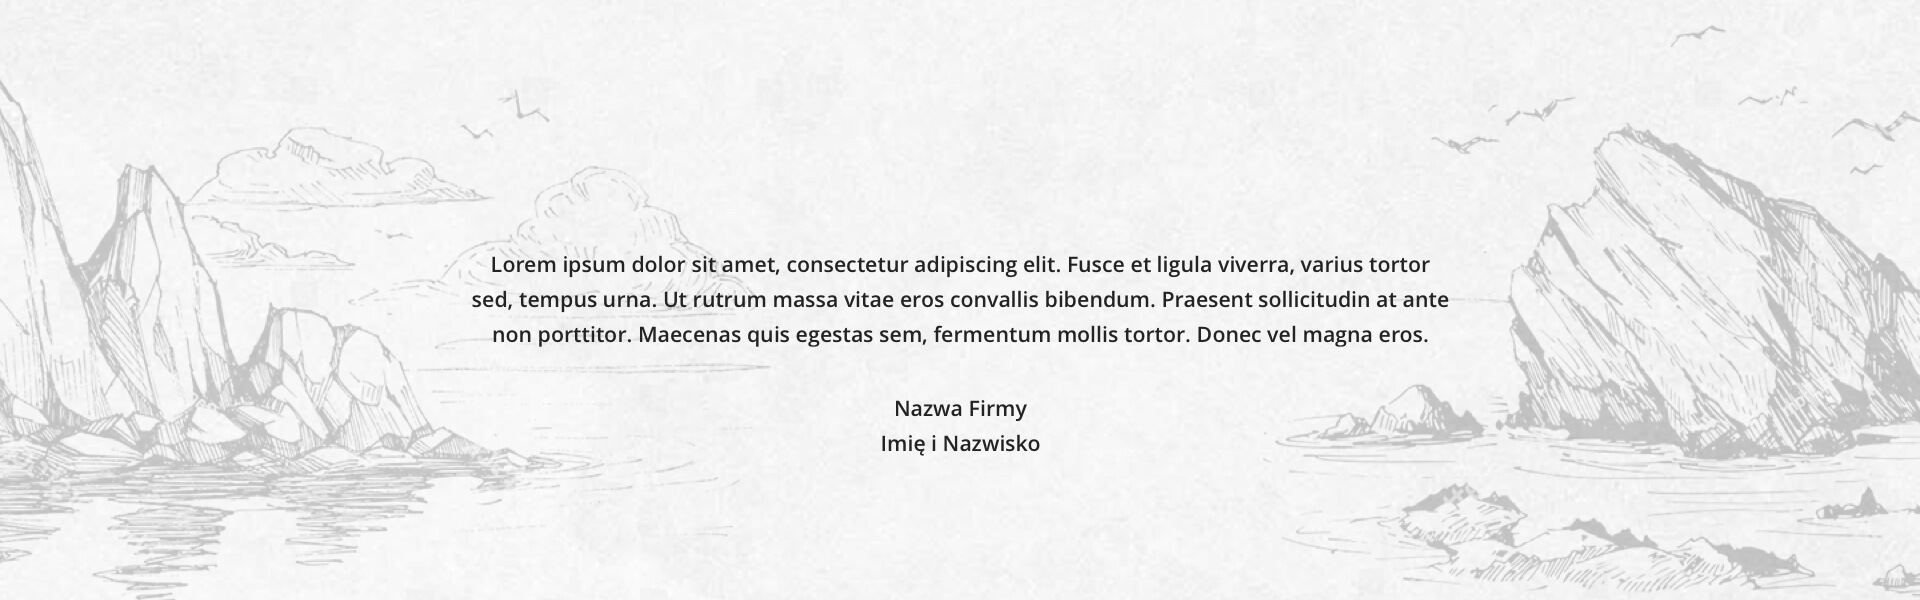 Lorem ipsum dolor sit amet, consectetur adipiscing elit. Fusce et ligula viverra, varius tortor
sed, tempus urna. Ut rutrum massa vitae eros convallis bibendum. Praesent sollicitudin at ante
non porttitor. Maecenas quis egestas sem, fermentum mollis tortor. Donec vel magna eros.
Nazwa Firmy
Imię i Nazwisko